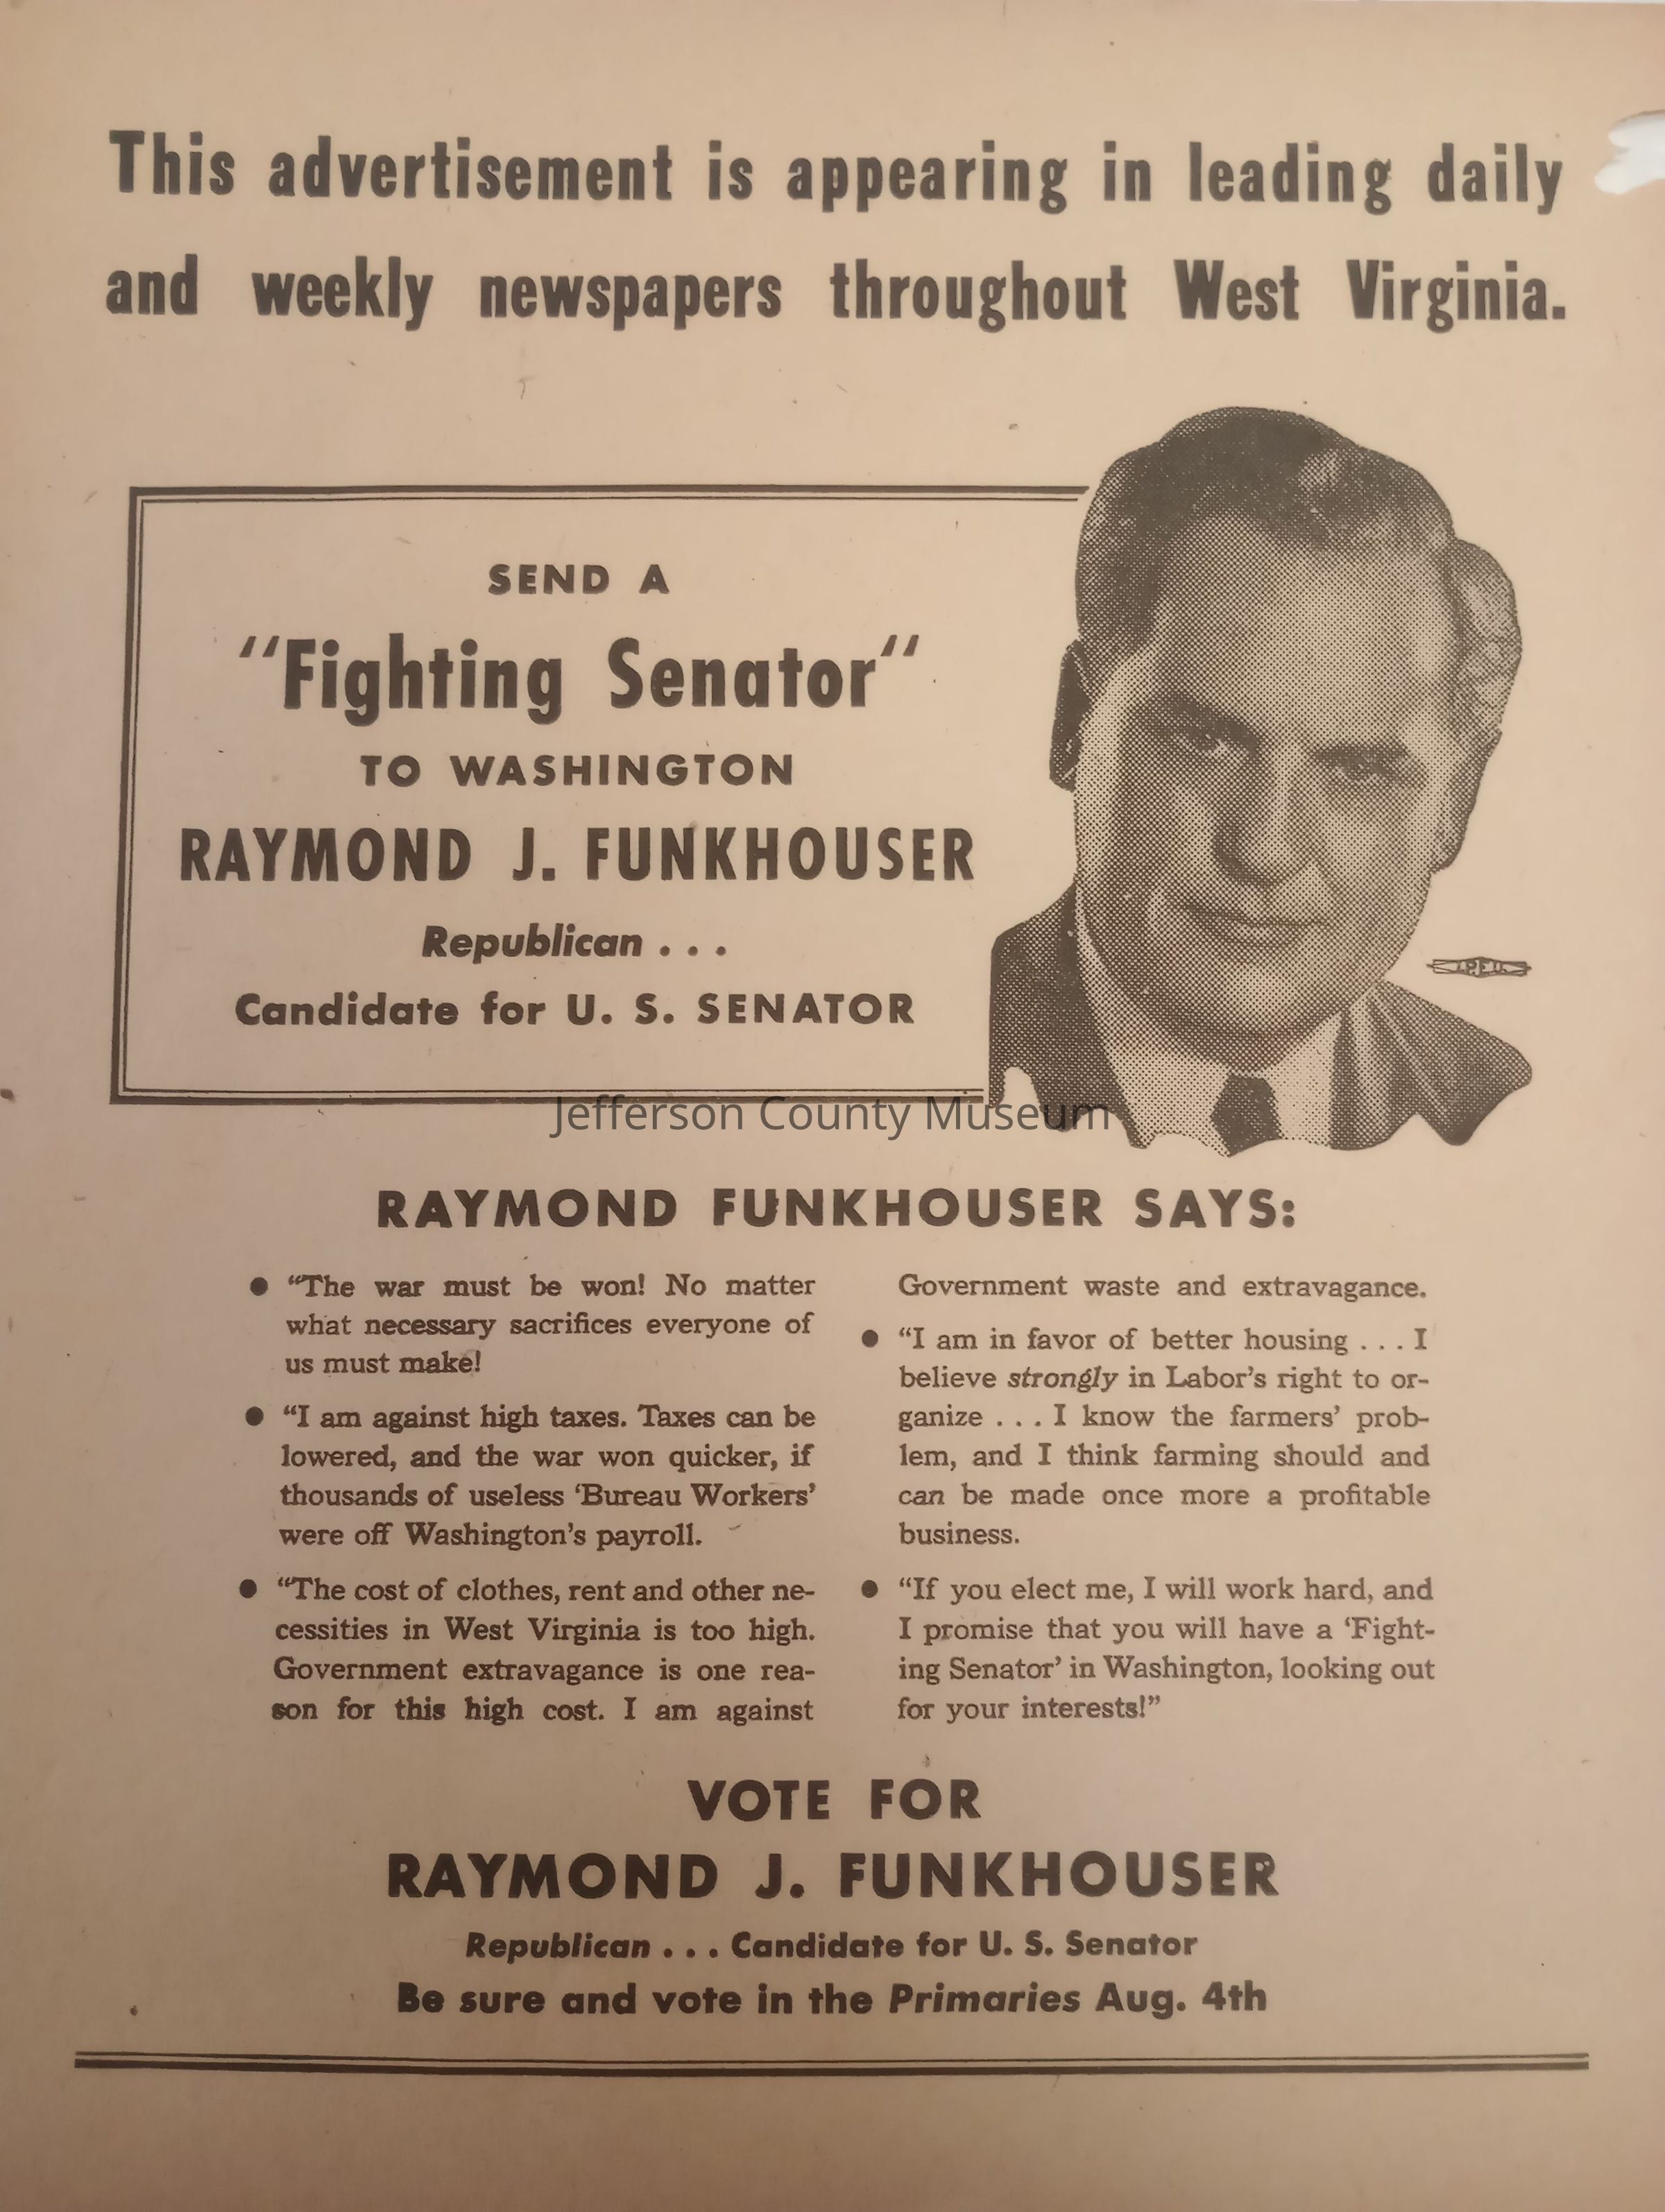 This advertisement is appearing in leading daily
and weekly newspapers throughout West Virginia.
SEND A
"Fighting Senator"
TO WASHINGTON
RAYMOND J. FUNKHOUSER
Republican . . .
Candidate for U. S. SENATOR
I.P.E.U.
Jefferson County Museum
RAYMOND FUNKHOUSER SAYS:
● “The war must be won! No matter
what necessary sacrifices everyone of
us must make!
● “I am against high taxes. Taxes can be
lowered, and the war won quicker, if
thousands of useless ‘Bureau Workers’
were off Washington’s payroll.
● “The cost of clothes, rent and other ne-
cessities in West Virginia is too high.
Government extravagance is one rea-
son for this high cost. I am against
Government waste and extravagance.
● “I am in favor of better housing . . . I
believe strongly in Labor’s right to or-
ganize . . . I know the farmers’ prob-
lem, and I think farming should and
can be made once more a profitable
business.
● “If you elect me, I will work hard, and
I promise that you will have a ‘Fight-
ing Senator’ in Washington, looking out
for your interests!”
VOTE FOR
RAYMOND J. FUNKHOUSER
Republican . . . Candidate for U. S. Senator
Be sure and vote in the Primaries Aug. 4th